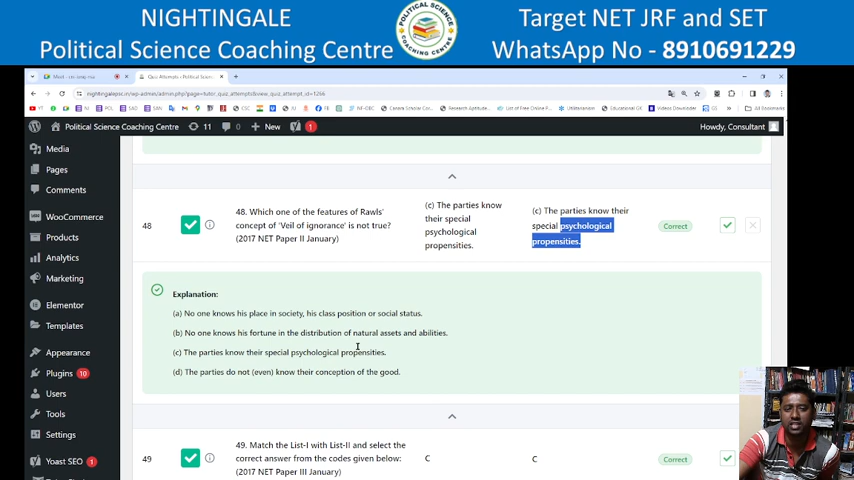 NIGHTINGALE
Political Science Coaching Centre
POLITICAL SCIENCE
COACHING CENTRE
Target NET JRF and SET
WhatsApp No - 8910691229
Quiz Attempts
Political Science Coaching Centre
11
0
New
1
Howdy, Consultant
Media
Pages
Comments
WooCommerce
Products
Analytics
Marketing
Elementor
Templates
Appearance
Plugins 10
Users
Tools
Settings
Yoast SEO 1
48
48. Which one of the features of Rawls'
concept of 'Veil of ignorance' is not true?
(2017 NET Paper II January)
(c) The parties know
their special
psychological
propensities.
(c) The parties know their
special psychological
propensities.
Correct
Explanation:
(a) No one knows his place in society, his class position or social status.
(b) No one knows his fortune in the distribution of natural assets and abilities.
(c) The parties know their special psychological propensities.
(d) The parties do not (even) know their conception of the good.
49
49. Match the List-I with List-II and select the
correct answer from the codes given below:
(2017 NET Paper III January)
C
C
Correct